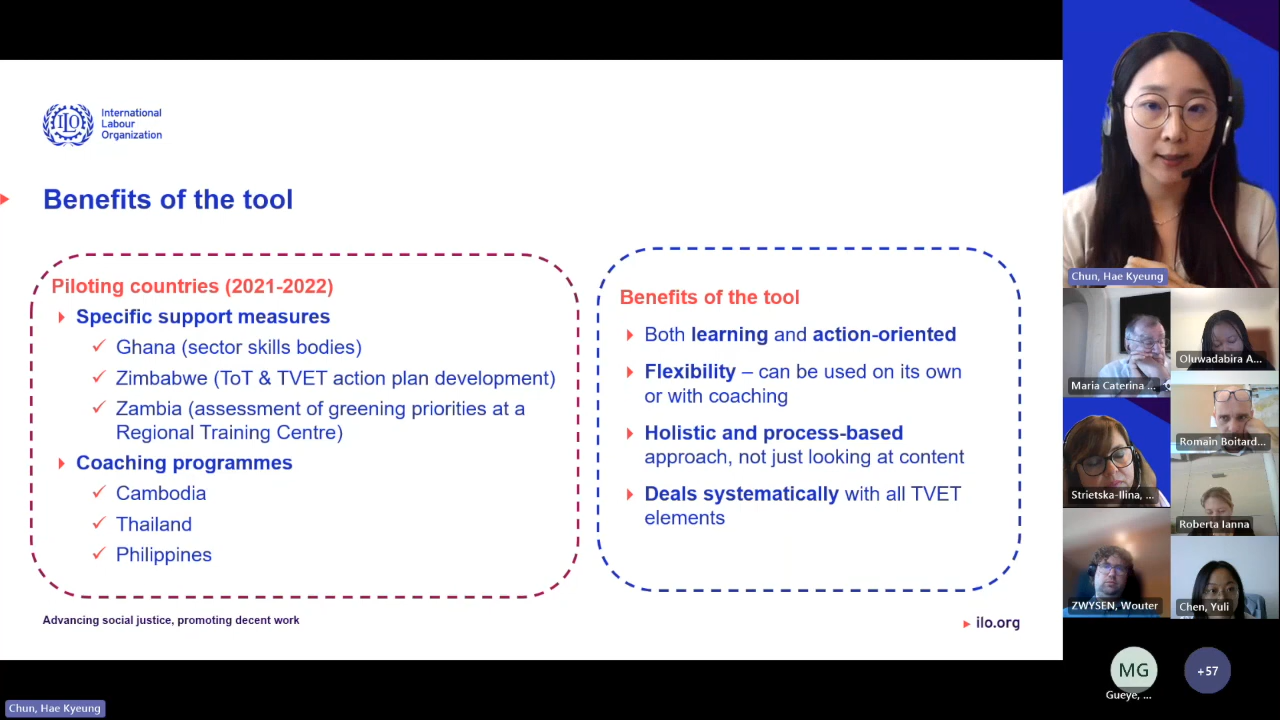 ILO
International
Labour
Organization
Benefits of the tool
Piloting countries (2021-2022)
Specific support measures
Ghana (sector skills bodies)
Zimbabwe (ToT & TVET action plan development)
Zambia (assessment of greening priorities at a
Regional Training Centre)
Coaching programmes
Cambodia
Thailand
Philippines
Benefits of the tool
Both learning and action-oriented
Flexibility – can be used on its own
or with coaching
Holistic and process-based
approach, not just looking at content
Deals systematically with all TVET
elements
Advancing social justice, promoting decent work
ilo.org
Chun, Hae Kyeung
Maria Caterina ...
Oluwadabira A...
Romain Boitard...
Strietska-Ilina, ...
Roberta Ianna
ZWYSEN, Wouter
Chen, Yuli
MG
Gueye, ...
+57
Chun, Hae Kyeung